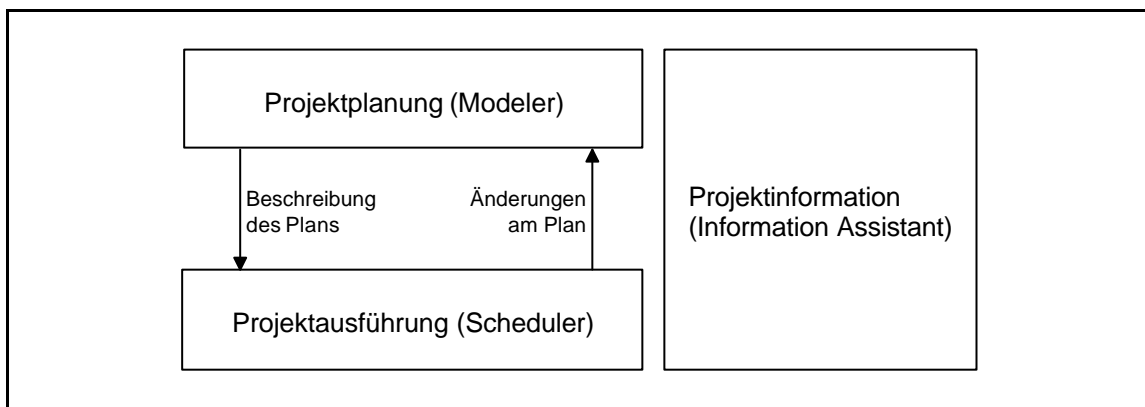 Projektplanung (Modeler)
Beschreibung
des Plans
Änderungen
am Plan
Projektinformation
(Information Assistant)
Projektausführung (Scheduler)